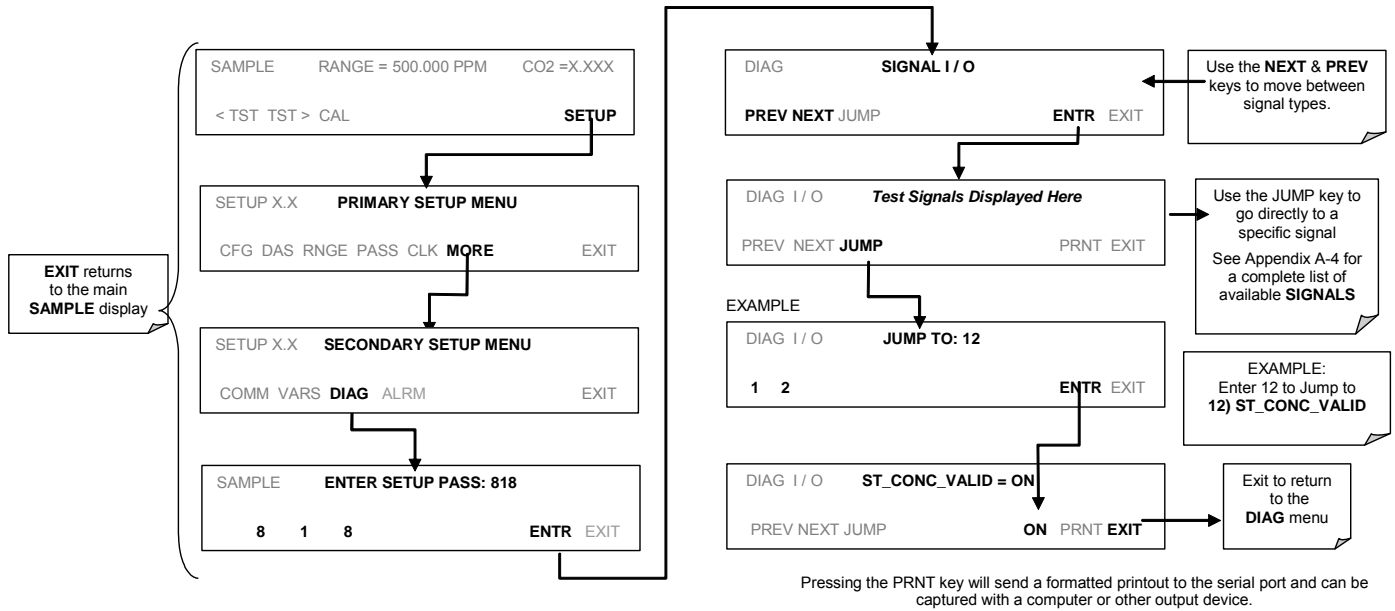 SAMPLE RANGE = 500.000 PPM CO2 =X.XXX
< TST TST > CAL SETUP
SETUP X.X PRIMARY SETUP MENU
CFG DAS RNGE PASS CLK MORE EXIT
EXIT returns
to the main
SAMPLE display
SETUP X.X SECONDARY SETUP MENU
COMM VARS DIAG ALRM EXIT
SAMPLE ENTER SETUP PASS: 818
8 1 8 ENTR EXIT
DIAG SIGNAL I / O
PREV NEXT JUMP ENTR EXIT
Use the NEXT & PREV
keys to move between
signal types.
DIAG I / O Test Signals Displayed Here
PREV NEXT JUMP PRNT EXIT
Use the JUMP key to
go directly to a
specific signal
See Appendix A-4 for
a complete list of
available SIGNALS
EXAMPLE
DIAG I / O JUMP TO: 12
1 2 ENTR EXIT
EXAMPLE:
Enter 12 to Jump to
12) ST_CONC_VALID
DIAG I / O ST_CONC_VALID = ON
PREV NEXT JUMP ON PRNT EXIT
Exit to return
to the
DIAG menu
Pressing the PRNT key will send a formatted printout to the serial port and can be
captured with a computer or other output device.